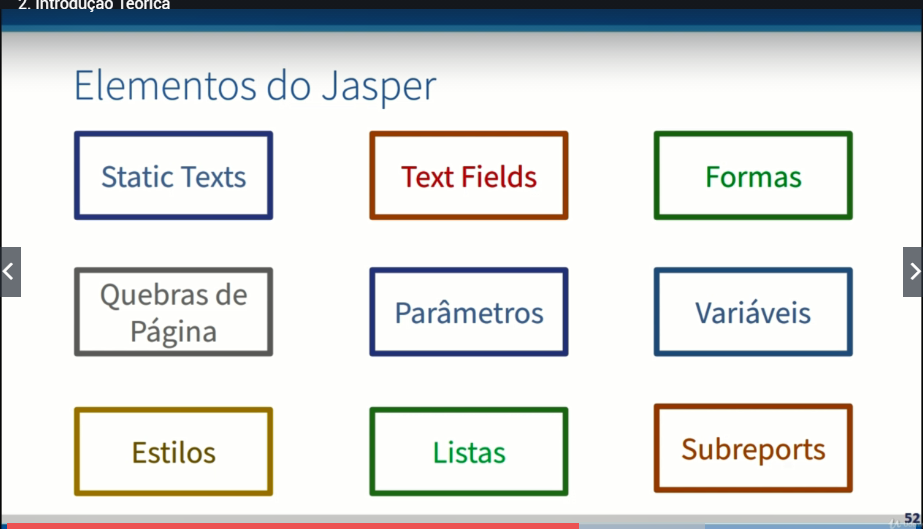 2. Introdução Teórica
Elementos do Jasper
Static Texts
Text Fields
Formas
Quebras de
Página
Parâmetros
Variáveis
Estilos
Listas
Subreports
52